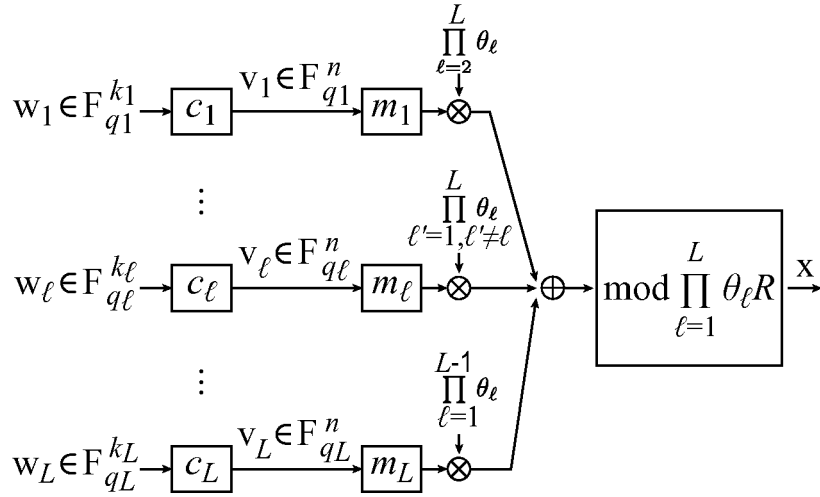 L
∏ θ_ℓ
ℓ=2
w_1 ∈ F_{q1}^{k1} c_1 v_1 ∈ F_{q1}^n m_1 ⊗
⋮
L
∏ θ_ℓ
ℓ'=1,ℓ'≠ℓ
w_ℓ ∈ F_{qℓ}^{kℓ} c_ℓ v_ℓ ∈ F_{qℓ}^n m_ℓ ⊗ ⊕ mod ∏_{ℓ=1}^{L} θ_ℓ R x
⋮
L-1
∏ θ_ℓ
ℓ=1
w_L ∈ F_{qL}^{kL} c_L v_L ∈ F_{qL}^n m_L ⊗